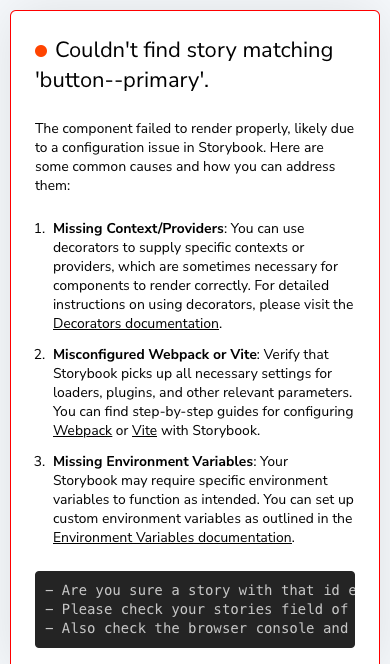 Couldn't find story matching
'button--primary'.
The component failed to render properly, likely due
to a configuration issue in Storybook. Here are
some common causes and how you can address
them:
1. Missing Context/Providers: You can use
decorators to supply specific contexts or
providers, which are sometimes necessary for
components to render correctly. For detailed
instructions on using decorators, please visit the
Decorators documentation.
2. Misconfigured Webpack or Vite: Verify that
Storybook picks up all necessary settings for
loaders, plugins, and other relevant parameters.
You can find step-by-step guides for configuring
Webpack or Vite with Storybook.
3. Missing Environment Variables: Your
Storybook may require specific environment
variables to function as intended. You can set up
custom environment variables as outlined in the
Environment Variables documentation.
– Are you sure a story with that id e
– Please check your stories field of
– Also check the browser console and